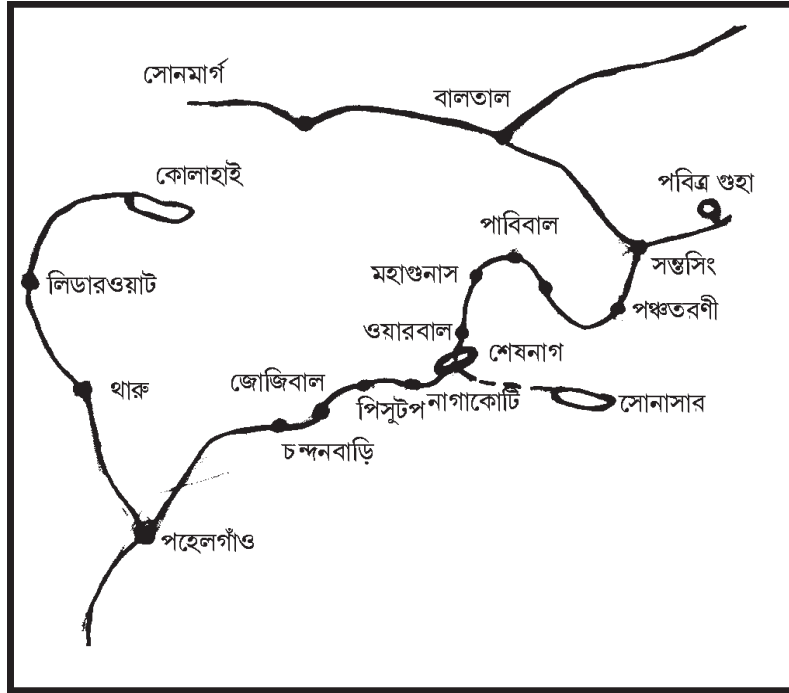 সোনমার্গ
বালতাল
কোলাহাই
পবিত্র গুহা
পাবিবাল
সন্তসিং
মহাগুনাস
লিডারওয়াট
পঞ্চতরণী
ওয়ারবাল
শেষনাগ
জোজিবাল
থারু
পিসুটপ
নাগাকোটি
সোনাসার
চন্দনবাড়ি
পহেলগাঁও